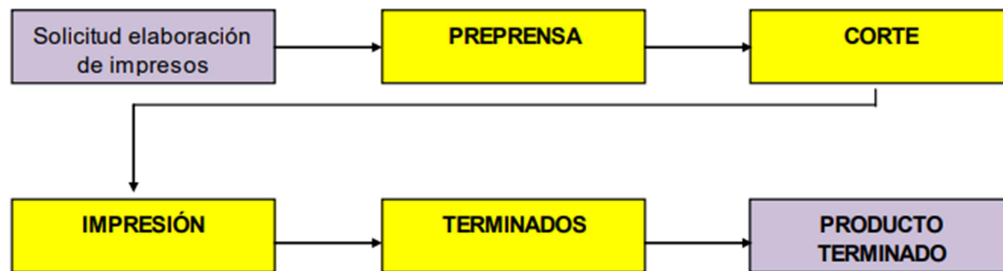 Solicitud elaboración
de impresos
PREPRENSA
CORTE
IMPRESIÓN
TERMINADOS
PRODUCTO
TERMINADO